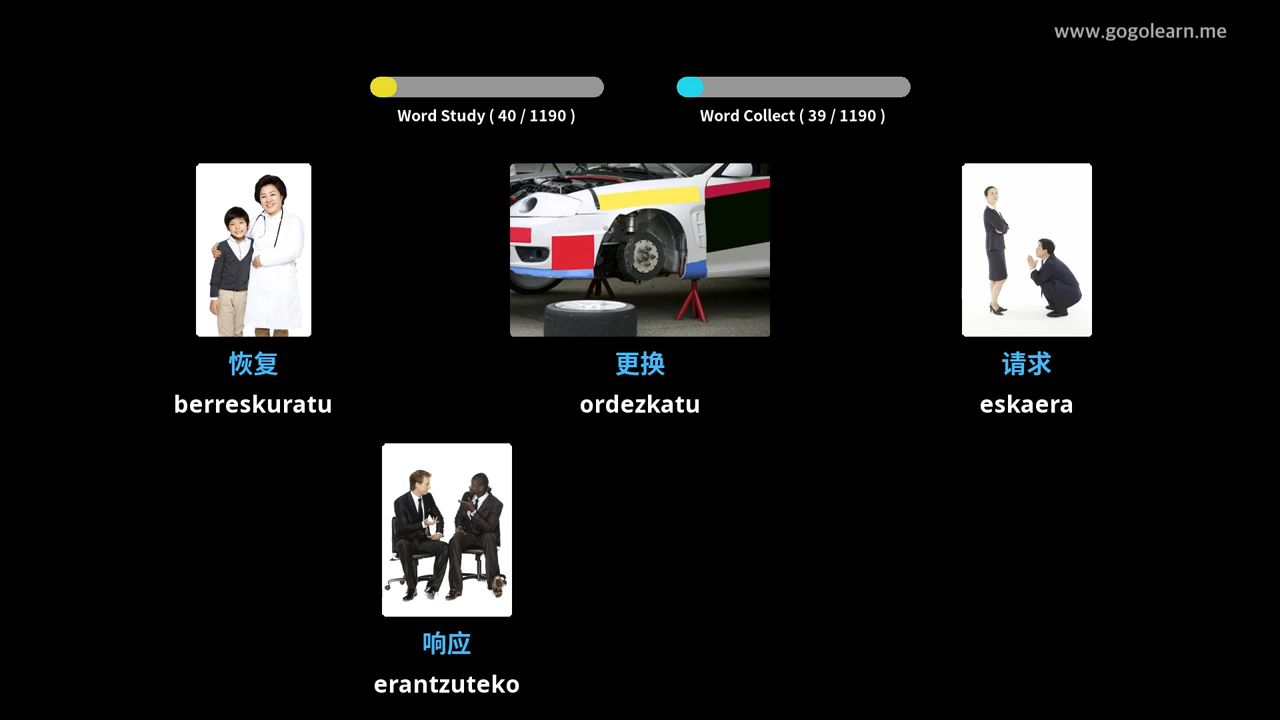 www.gogolearn.me
Word Study ( 40 / 1190 )
Word Collect ( 39 / 1190 )
恢复
更换
请求
berreskuratu
ordezkatu
eskaera
响应
erantzuteko